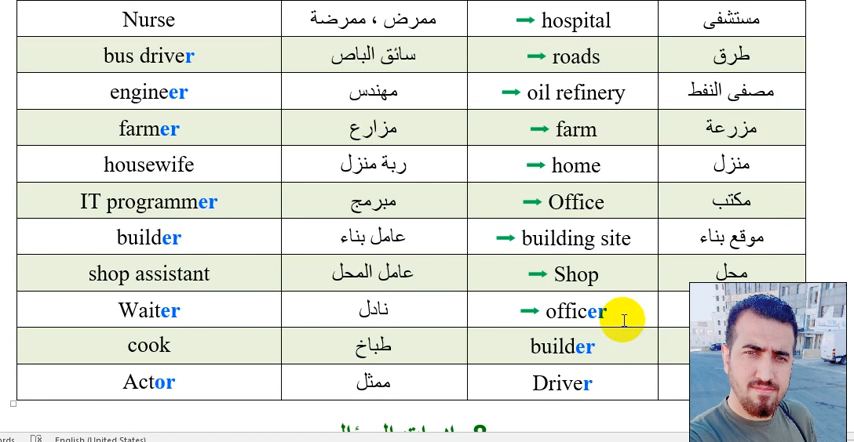 Nurse ممرض ، ممرضة → hospital مستشفى
bus driver سائق الباص → roads طرق
engineer مهندس → oil refinery مصفى النفط
farmer مزارع → farm مزرعة
housewife ربة منزل → home منزل
IT programmer مبرمج → Office مكتب
builder عامل بناء → building site موقع بناء
shop assistant عامل المحل → Shop محل
Waiter نادل → officer
cook طباخ builder
Actor ممثل Driver
English (United States)